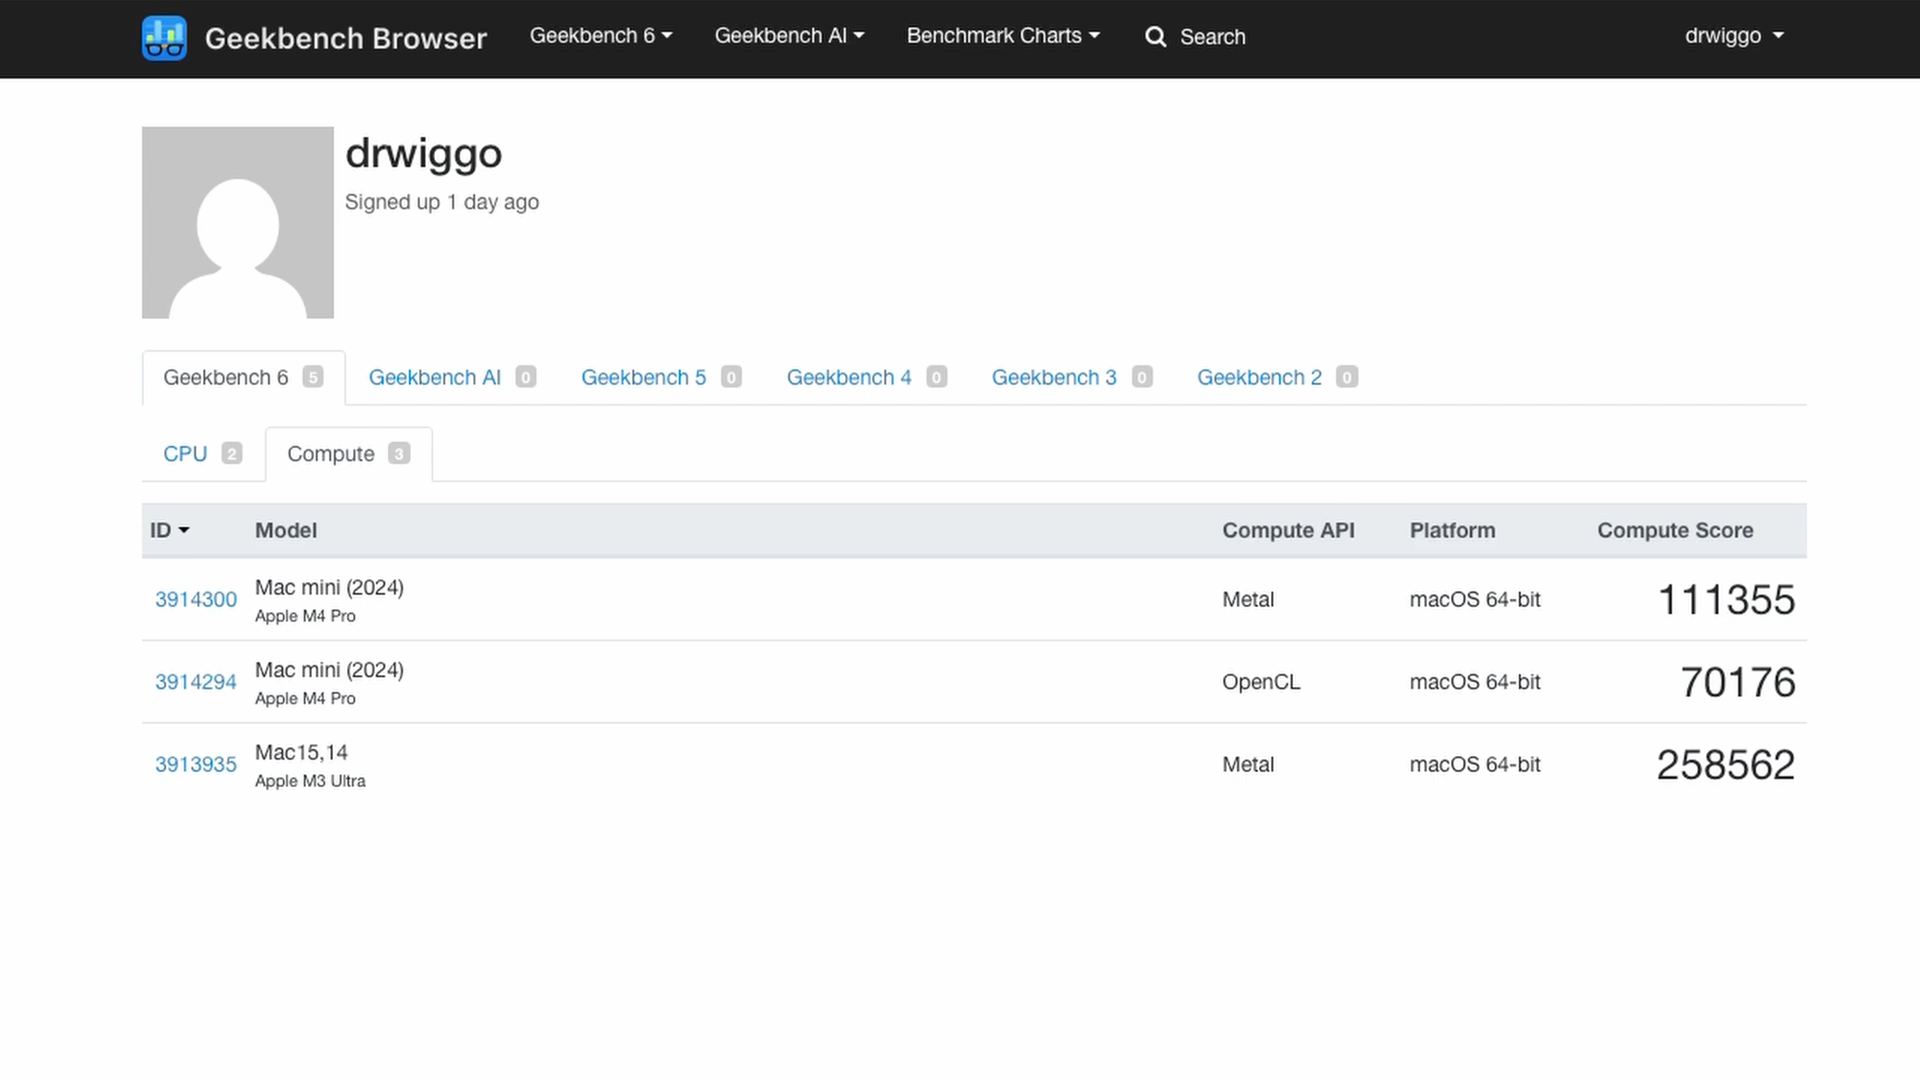 Geekbench Browser Geekbench 6 Geekbench AI Benchmark Charts Search drwiggo
drwiggo
Signed up 1 day ago
Geekbench 6 5 Geekbench AI 0 Geekbench 5 0 Geekbench 4 0 Geekbench 3 0 Geekbench 2 0
CPU 2 Compute 3
ID Model Compute API Platform Compute Score
3914300 Mac mini (2024) Metal macOS 64-bit 111355
Apple M4 Pro
3914294 Mac mini (2024) OpenCL macOS 64-bit 70176
Apple M4 Pro
3913935 Mac15,14 Metal macOS 64-bit 258562
Apple M3 Ultra